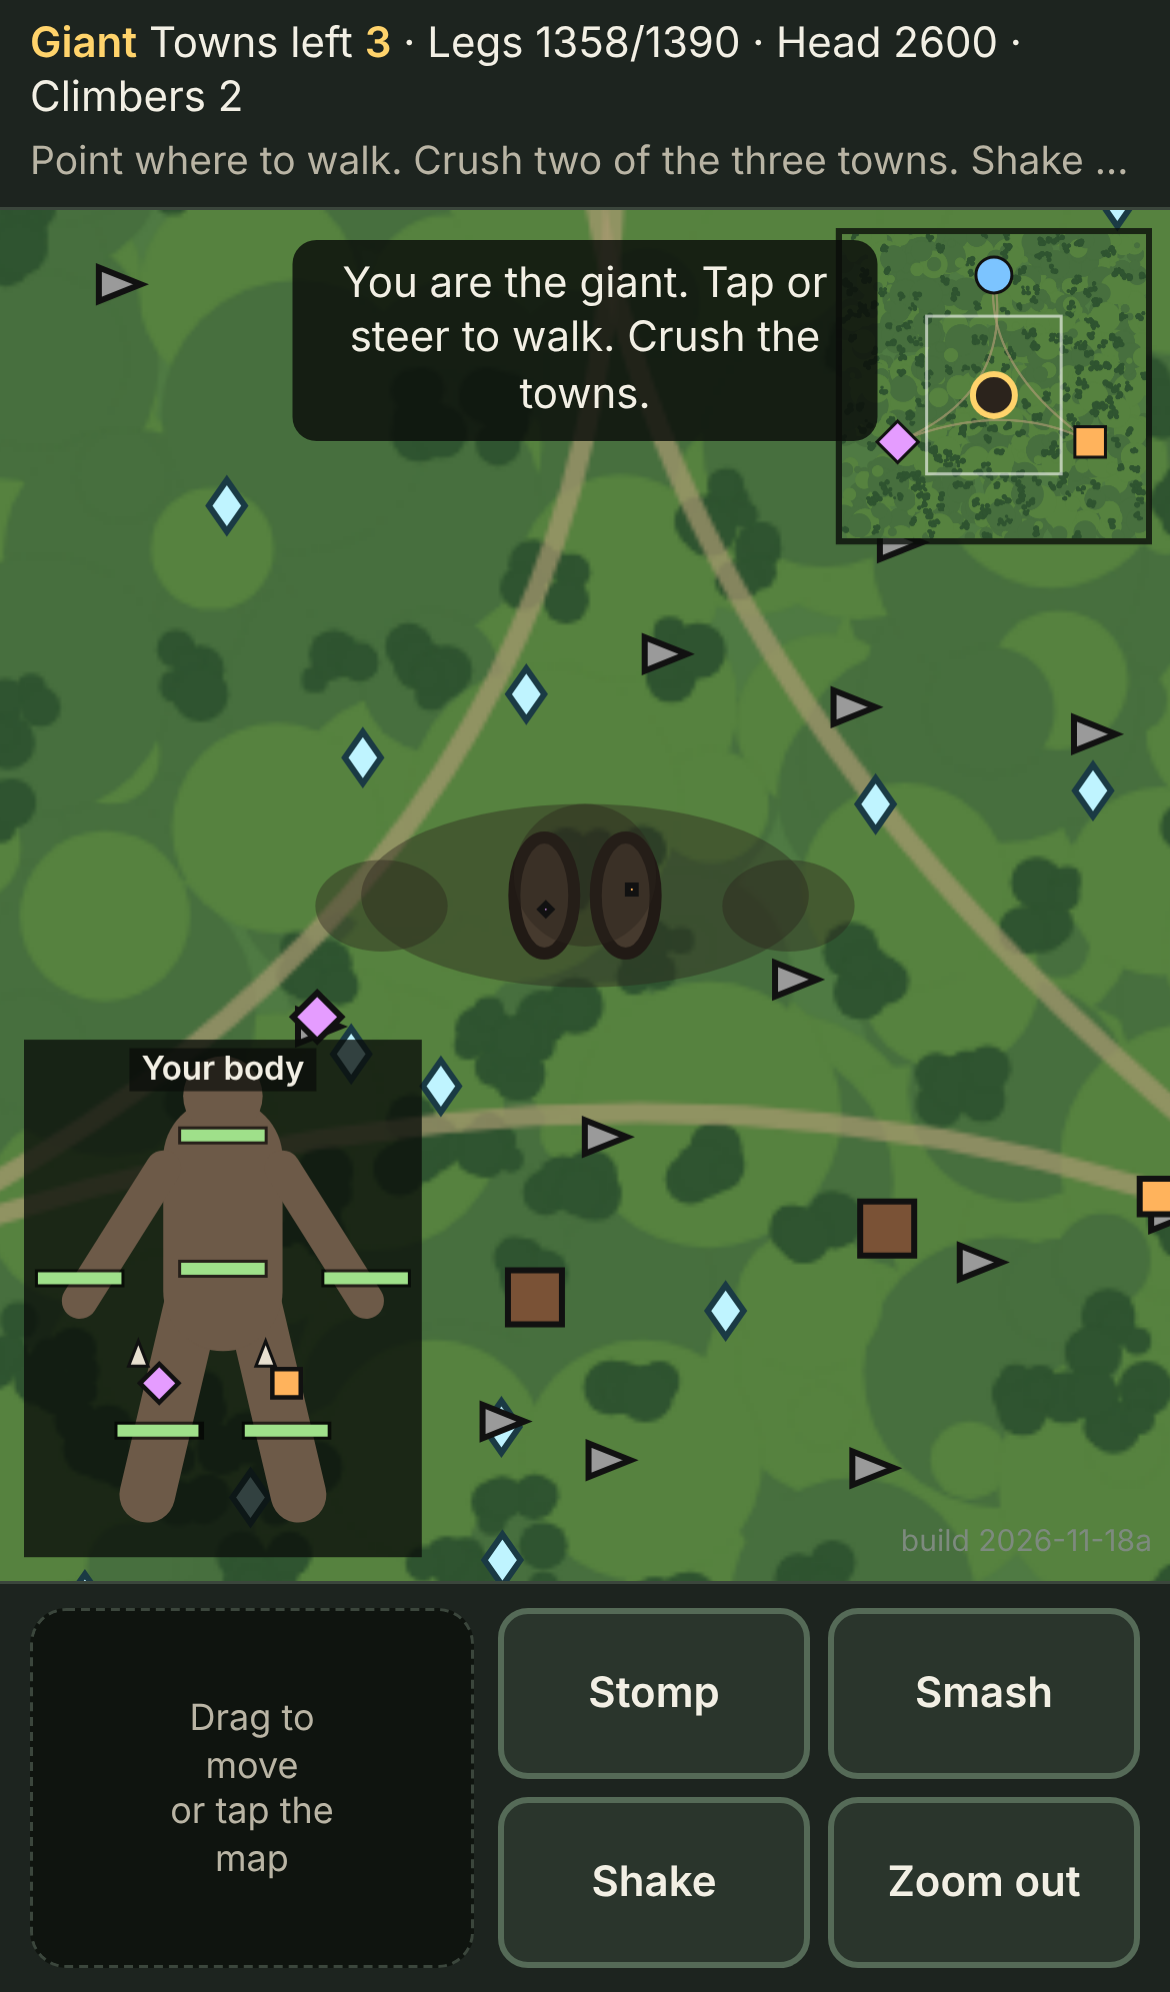 Giant Towns left 3 · Legs 1358/1390 · Head 2600 ·
Climbers 2
Point where to walk. Crush two of the three towns. Shake ...
You are the giant. Tap or
steer to walk. Crush the
towns.
Your body
build 2026-11-18a
Drag to
move
or tap the
map
Stomp
Smash
Shake
Zoom out